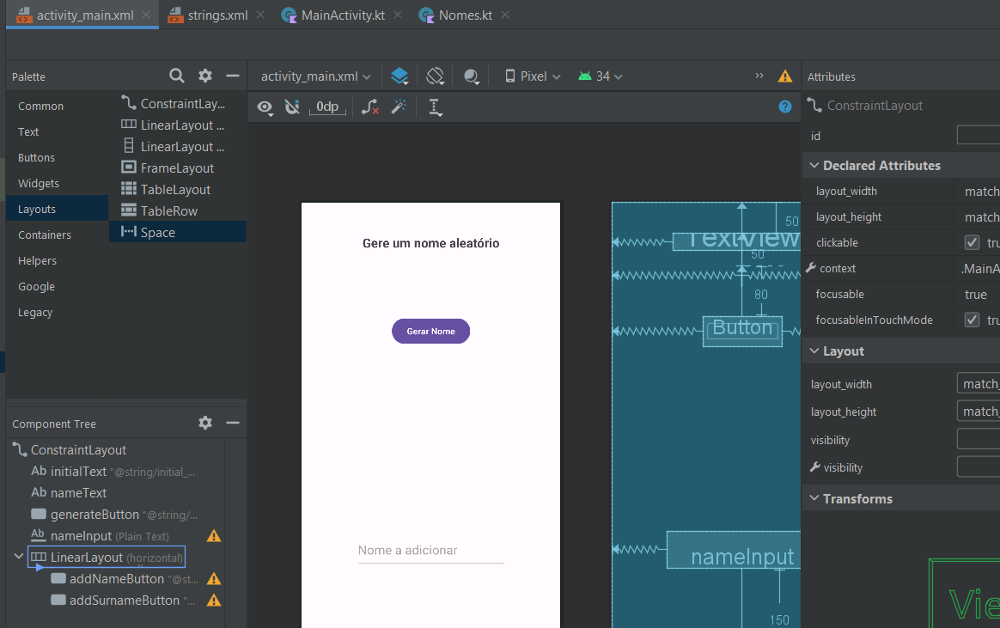 activity_main.xml
strings.xml
MainActivity.kt
Nomes.kt
Palette
Common
Text
Buttons
Widgets
Layouts
Containers
Helpers
Google
Legacy
ConstraintLay...
LinearLayout ...
LinearLayout ...
FrameLayout
TableLayout
TableRow
Space
activity_main.xml
Pixel
34
0dp
Gere um nome aleatório
Gerar Nome
Nome a adicionar
TextView
50
50
80
Button
nameInput
150
Component Tree
ConstraintLayout
Ab initialText "@string/initial_...
Ab nameText
generateButton "@string/...
Ab nameInput (Plain Text)
LinearLayout (horizontal)
addNameButton "@st...
addSurnameButton "...
Attributes
ConstraintLayout
id
Declared Attributes
layout_width match
layout_height match
clickable tru
context .MainA
focusable true
focusableInTouchMode tru
Layout
layout_width match_
layout_height match_
visibility
visibility
Transforms
Vie